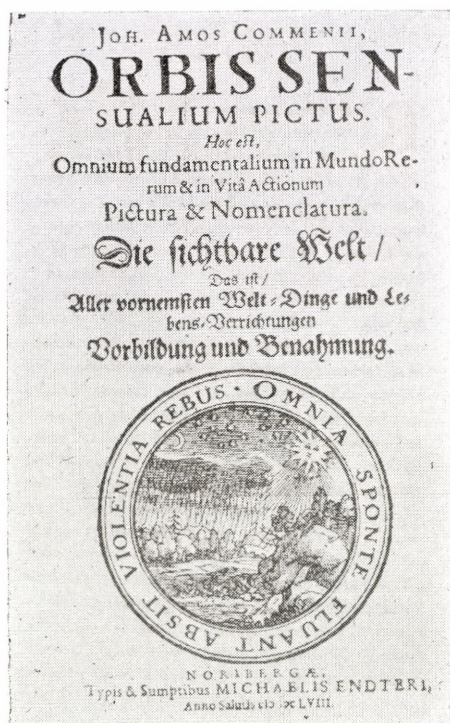 JOH. AMOS COMMENII,
ORBIS SEN-
SUALIUM PICTUS.
Hoc est,
Omnium fundamentalium in Mundo Re-
rum & in Vitâ Actionum
Pictura & Nomenclatura.
Die sichtbare Welt /
Das ist /
Aller vornemsten Welt-Dinge und Le-
bens-Verrichtungen
Vorbildung und Benahmung.
OMNIA SPONTE FLUANT ABSIT VIOLENTIA REBUS ·
NORIBERGÆ,
Typis & Sumptibus MICHAELIS ENDTERI,
Anno Salutis LVIII.